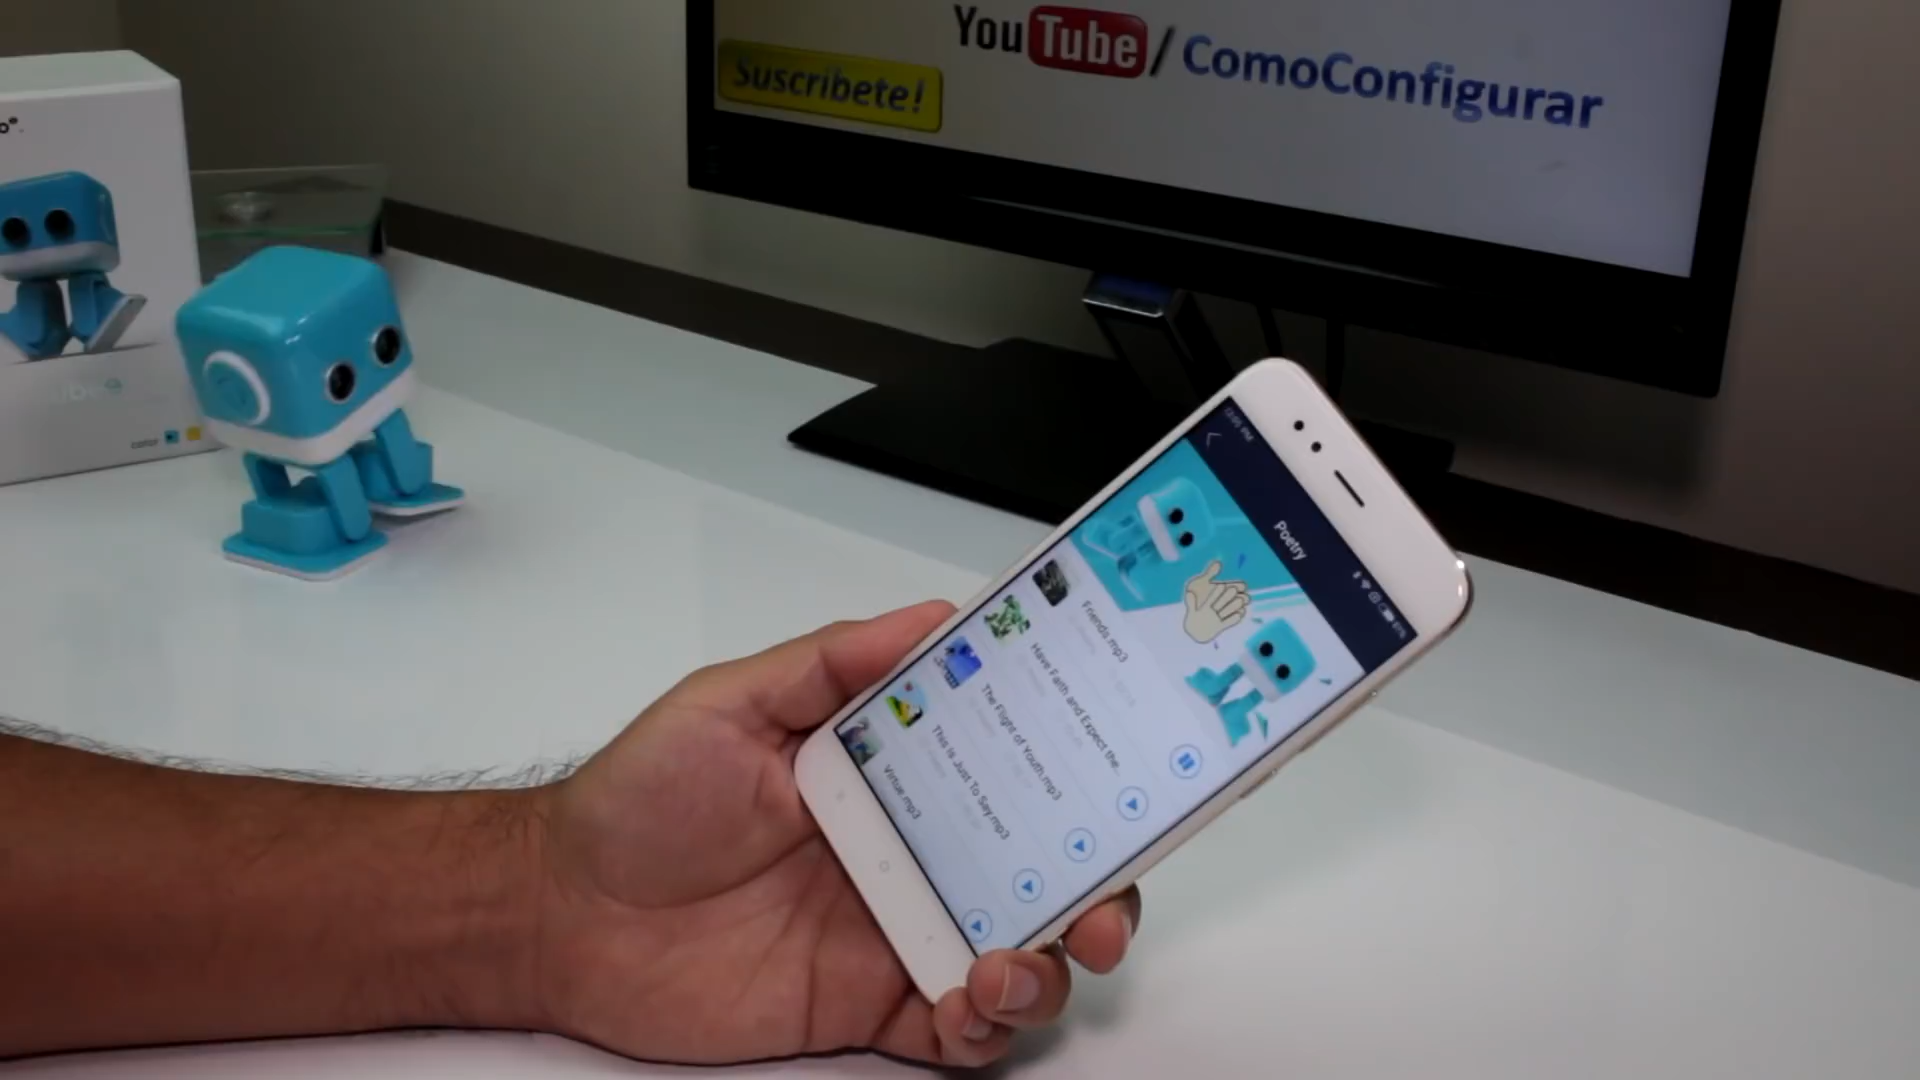 YouTube/ComoConfigurar
Suscribete!
color
Poetry
Friends.mp3
Have Faith and Expect the...
The Flight of Youth.mp3
This Is Just To Say.mp3
Virtue.mp3